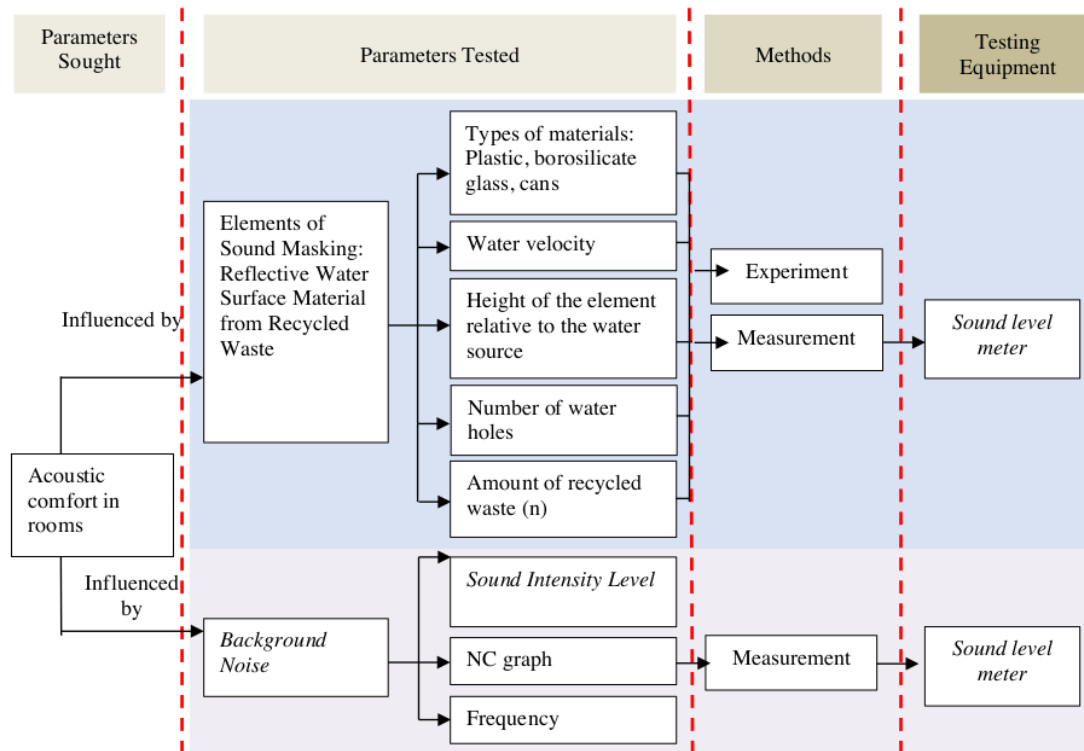 Parameters
Sought
Parameters Tested
Methods
Testing
Equipment
Types of materials:
Plastic, borosilicate
glass, cans
Elements of
Sound Masking:
Reflective Water
Surface Material
from Recycled
Waste
Water velocity
Experiment
Height of the element
relative to the water
source
Influenced by
Measurement
Sound level
meter
Number of water
holes
Acoustic
comfort in
rooms
Amount of recycled
waste (n)
Influenced
by
Sound Intensity Level
Background
Noise
NC graph
Measurement
Sound level
meter
Frequency